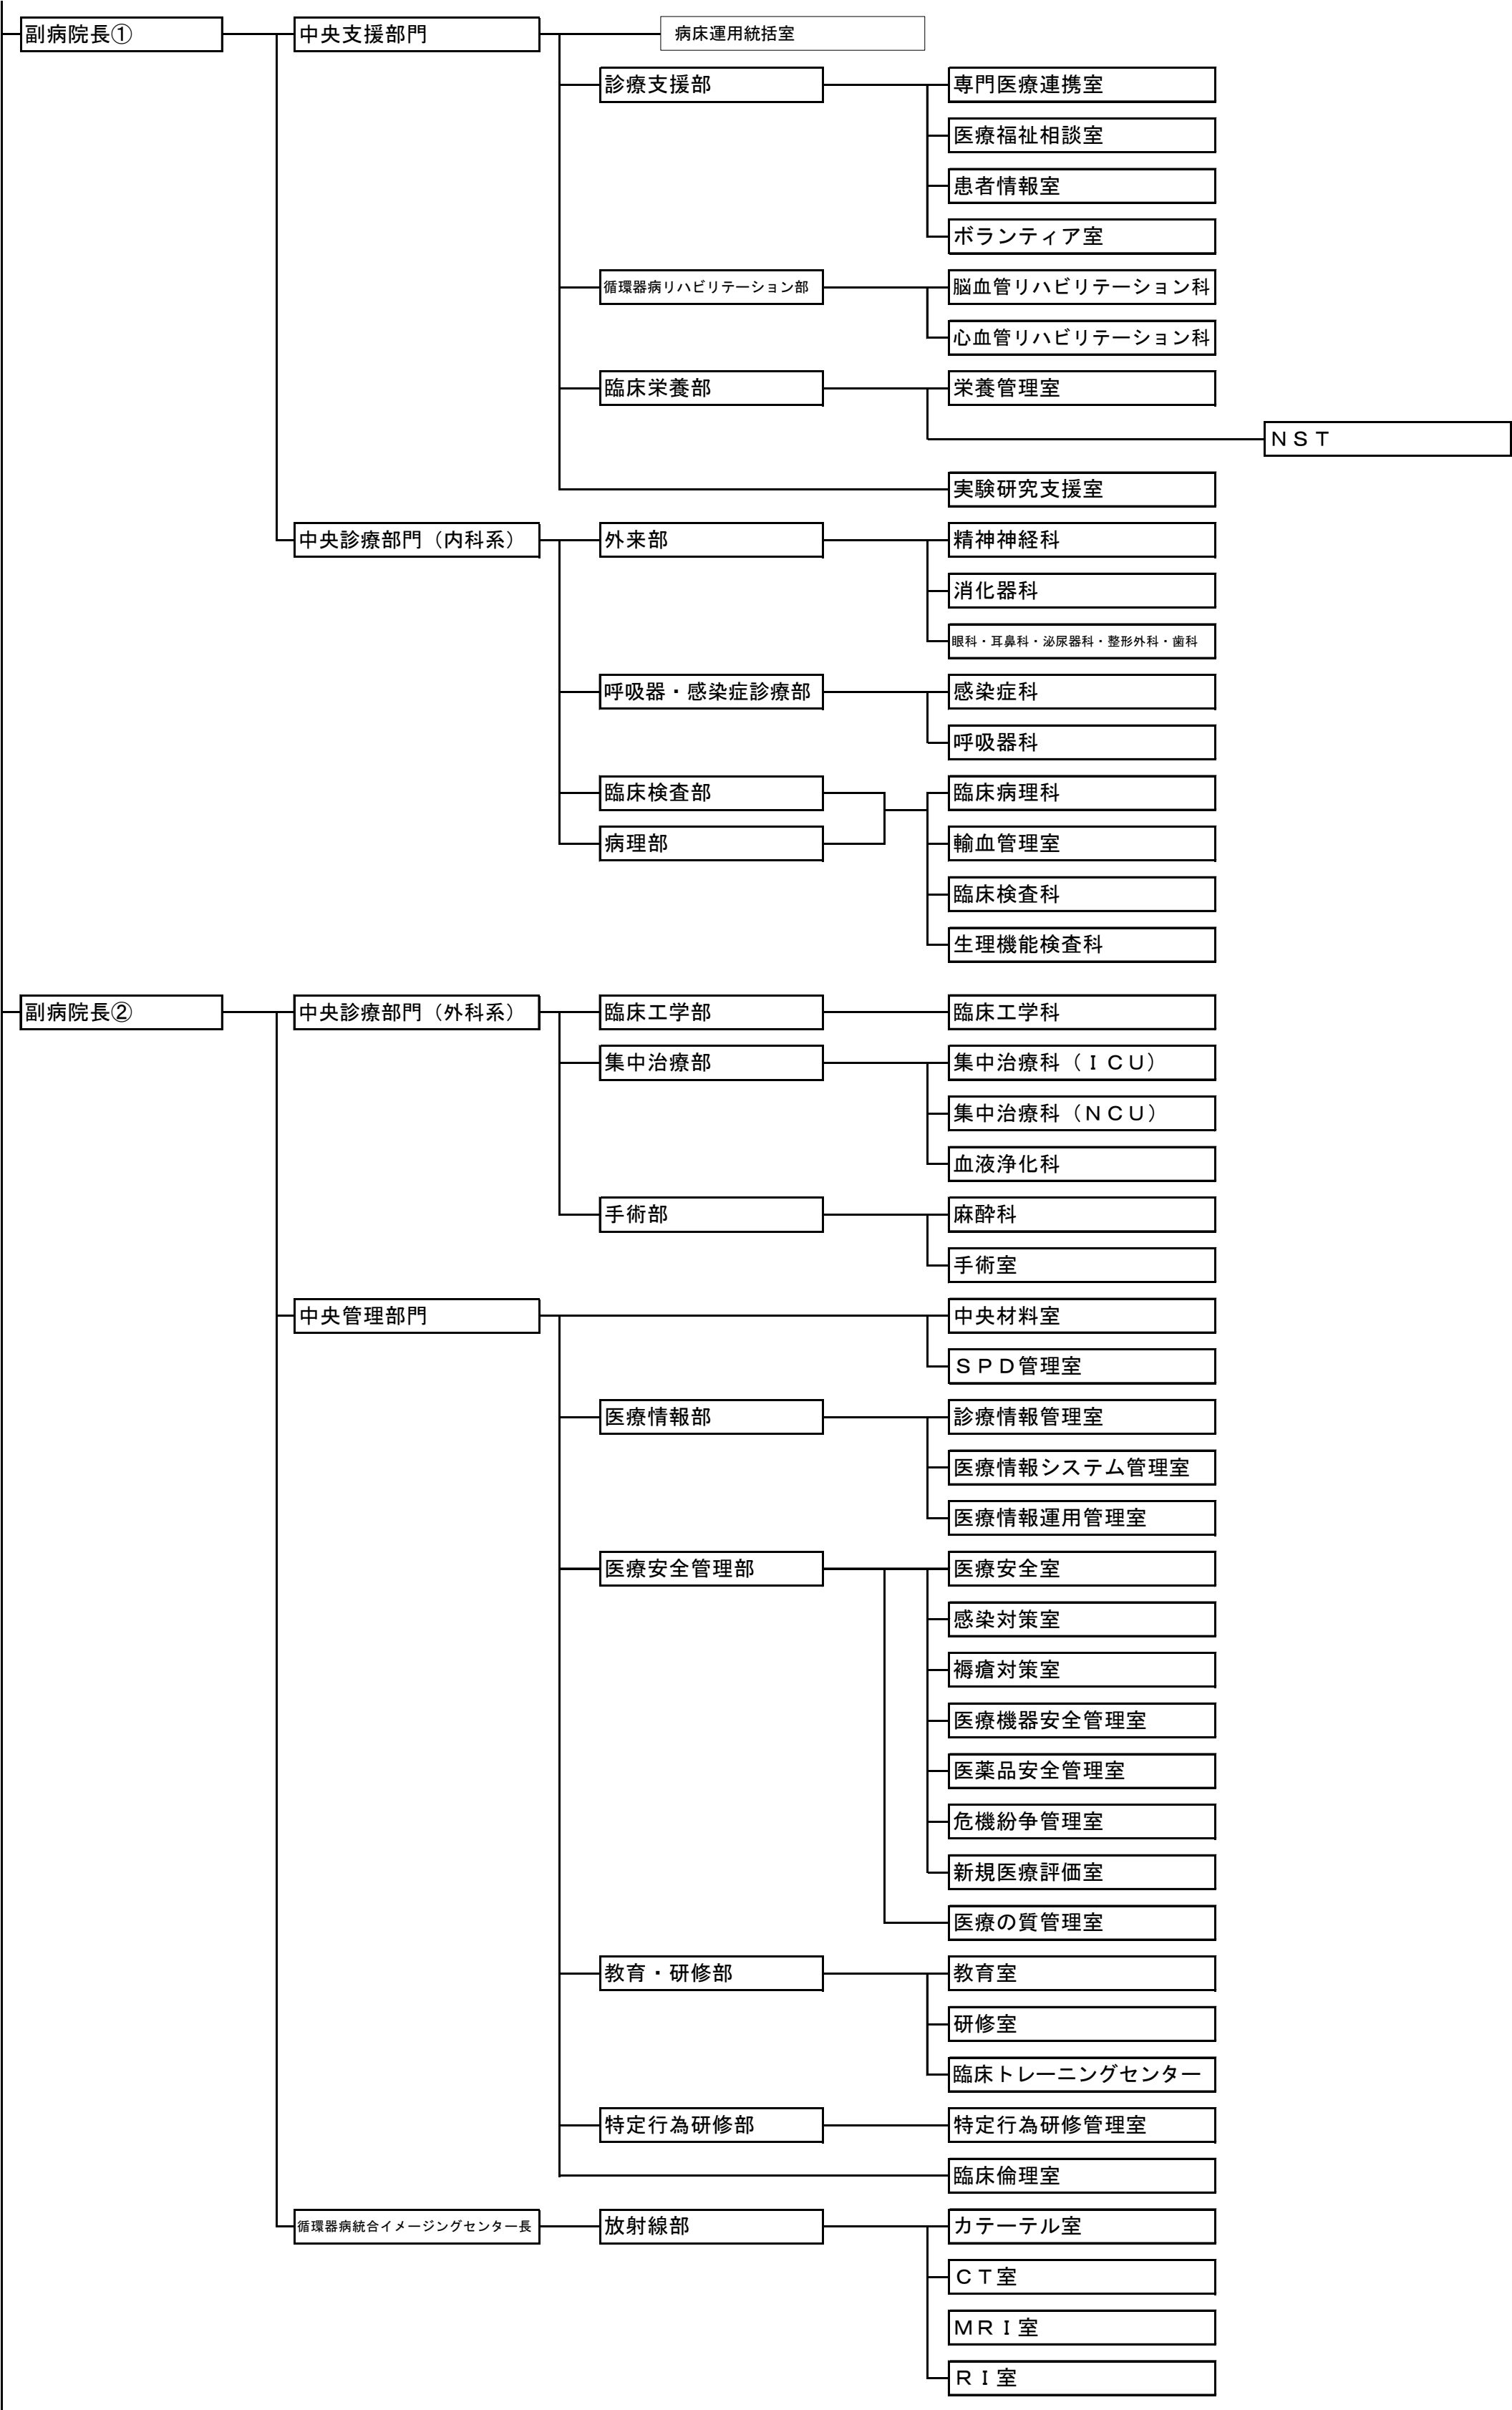 副病院長①
中央支援部門
病床運用統括室
診療支援部
専門医療連携室
医療福祉相談室
患者情報室
ボランティア室
循環器病リハビリテーション部
脳血管リハビリテーション科
心血管リハビリテーション科
臨床栄養部
栄養管理室
ＮＳＴ
実験研究支援室
中央診療部門（内科系）
外来部
精神神経科
消化器科
眼科・耳鼻科・泌尿器科・整形外科・歯科
呼吸器・感染症診療部
感染症科
呼吸器科
臨床検査部
臨床病理科
病理部
輸血管理室
臨床検査科
生理機能検査科
副病院長②
中央診療部門（外科系）
臨床工学部
臨床工学科
集中治療部
集中治療科（ＩＣＵ）
集中治療科（ＮＣＵ）
血液浄化科
手術部
麻酔科
手術室
中央管理部門
中央材料室
ＳＰＤ管理室
医療情報部
診療情報管理室
医療情報システム管理室
医療情報運用管理室
医療安全管理部
医療安全室
感染対策室
褥瘡対策室
医療機器安全管理室
医薬品安全管理室
危機紛争管理室
新規医療評価室
医療の質管理室
教育・研修部
教育室
研修室
臨床トレーニングセンター
特定行為研修部
特定行為研修管理室
臨床倫理室
循環器病統合イメージングセンター長
放射線部
カテーテル室
ＣＴ室
ＭＲＩ室
ＲＩ室